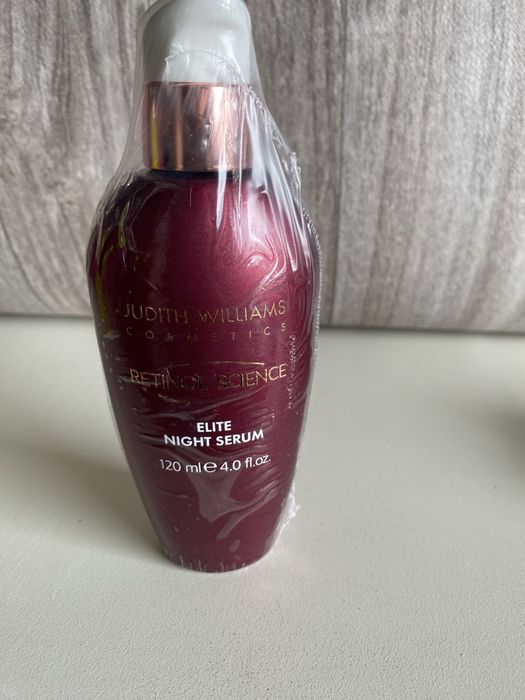 JUDITH WILLIAMS
COSMETICS
RETINOL SCIENCE
ELITE
NIGHT SERUM
120 ml ℮ 4.0 fl.oz.